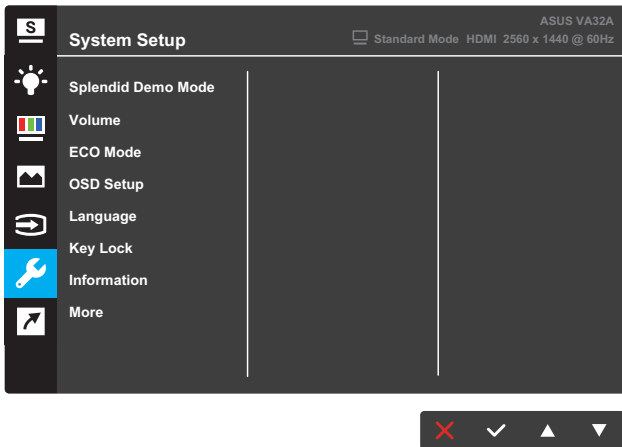 S
ASUS VA32A
System Setup
Standard Mode HDMI 2560 x 1440 @ 60Hz
Splendid Demo Mode
Volume
ECO Mode
OSD Setup
Language
Key Lock
Information
More